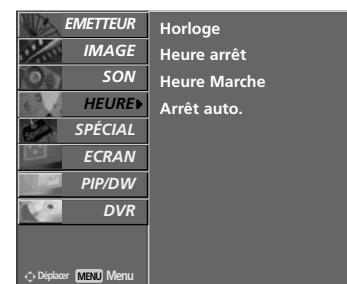 EMETTEUR
IMAGE
SON
HEURE
SPÉCIAL
ECRAN
PIP/DW
DVR
Horloge
Heure arrêt
Heure Marche
Arrêt auto.
Déplacer MENU Menu